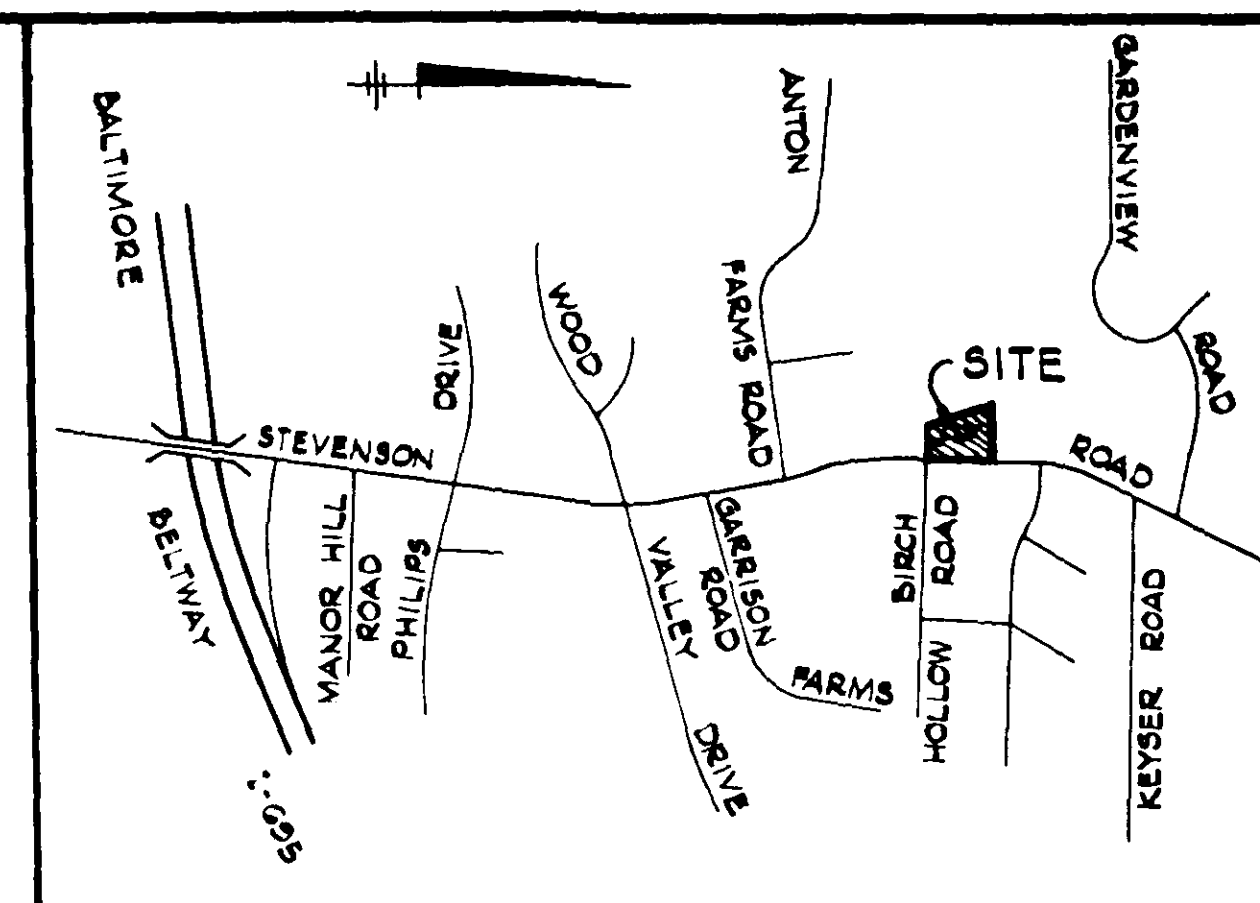 BALTIMORE
BELTWAY
695
STEVENSON
ROAD
MANOR HILL
ROAD
PHILIPS
DRIVE
WOOD
VALLEY
DRIVE
ANTON
FARMS ROAD
GARRISON
ROAD
FARMS
SITE
BIRCH
ROAD
HOLLOW
GARDENVIEW
ROAD
KEYSER ROAD